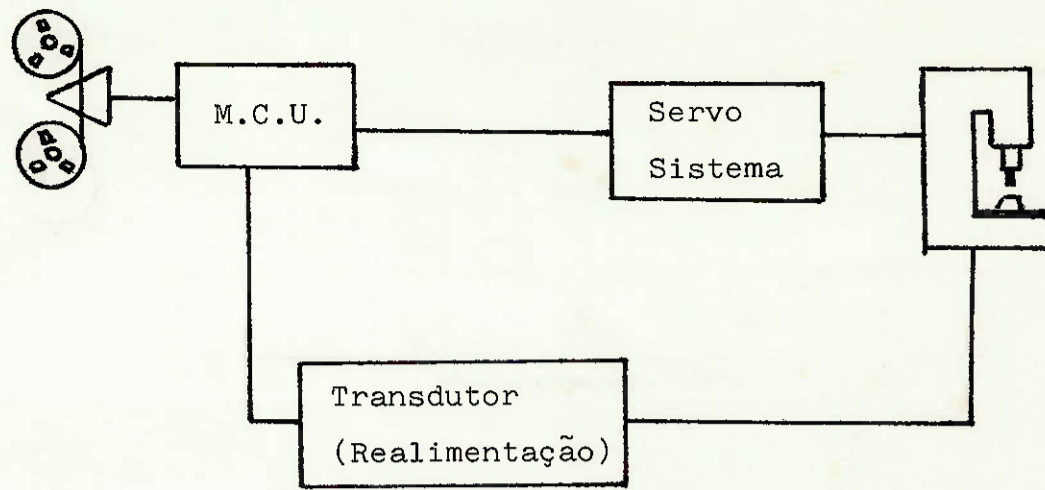 M.C.U.
Servo
Sistema
Transdutor
(Realimentação)